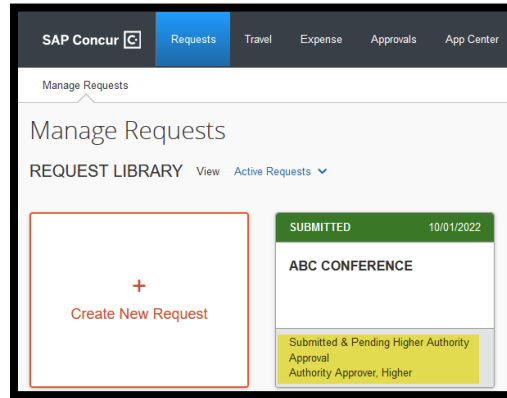 SAP Concur C Requests Travel Expense Approvals App Center
Manage Requests
Manage Requests
REQUEST LIBRARY View Active Requests
+
Create New Request
SUBMITTED 10/01/2022
ABC CONFERENCE
Submitted & Pending Higher Authority
Approval
Authority Approver, Higher